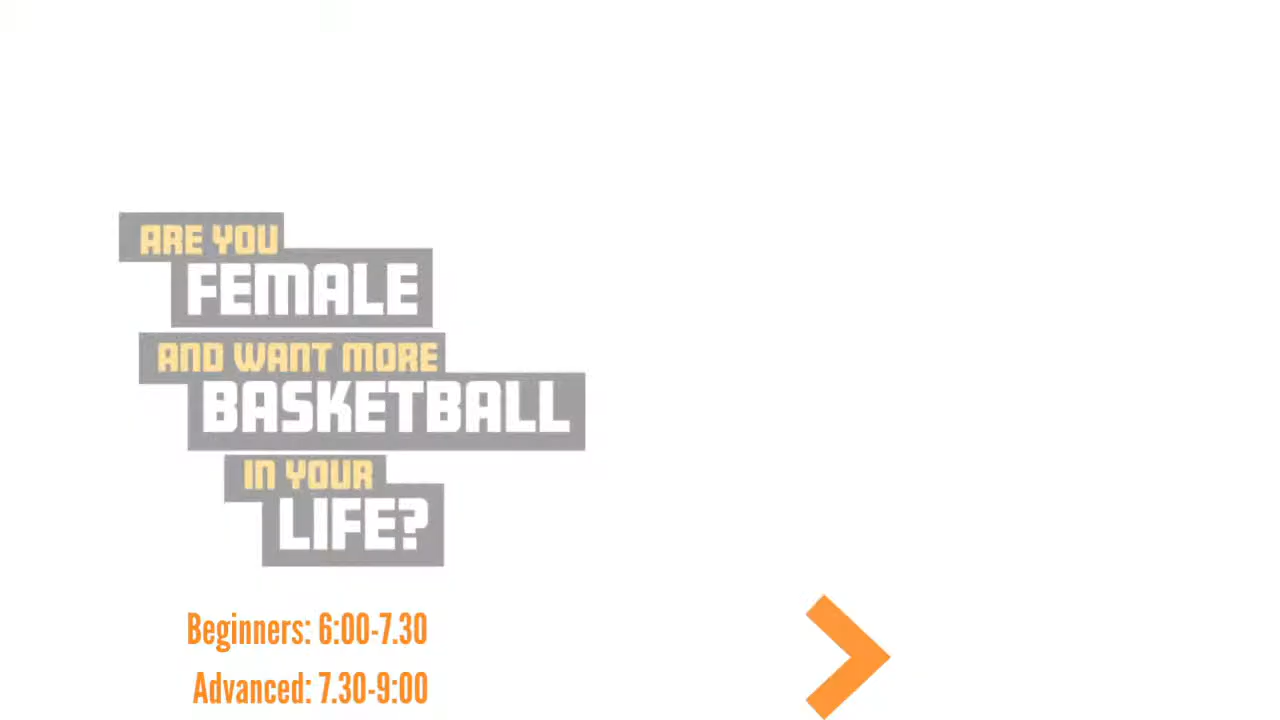 ARE YOU
FEMALE
AND WANT MORE
BASKETBALL
IN YOUR
LIFE?
Beginners: 6:00-7.30
Advanced: 7.30-9:00